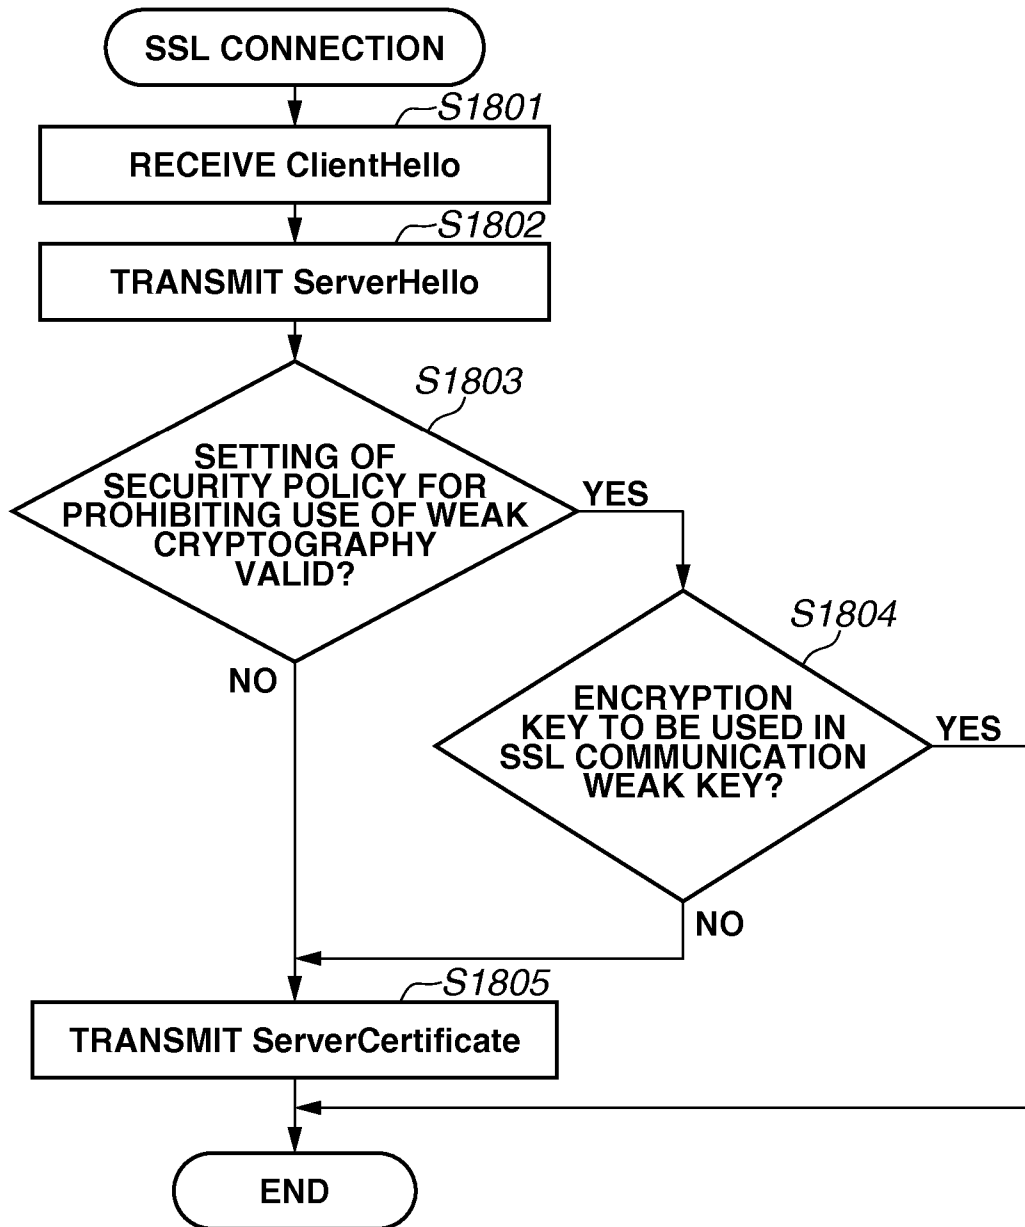 SSL CONNECTION
S1801
RECEIVE ClientHello
S1802
TRANSMIT ServerHello
S1803
SETTING OF
SECURITY POLICY FOR
PROHIBITING USE OF WEAK
CRYPTOGRAPHY
VALID?
YES
NO
S1804
ENCRYPTION
KEY TO BE USED IN
SSL COMMUNICATION
WEAK KEY?
YES
NO
S1805
TRANSMIT ServerCertificate
END